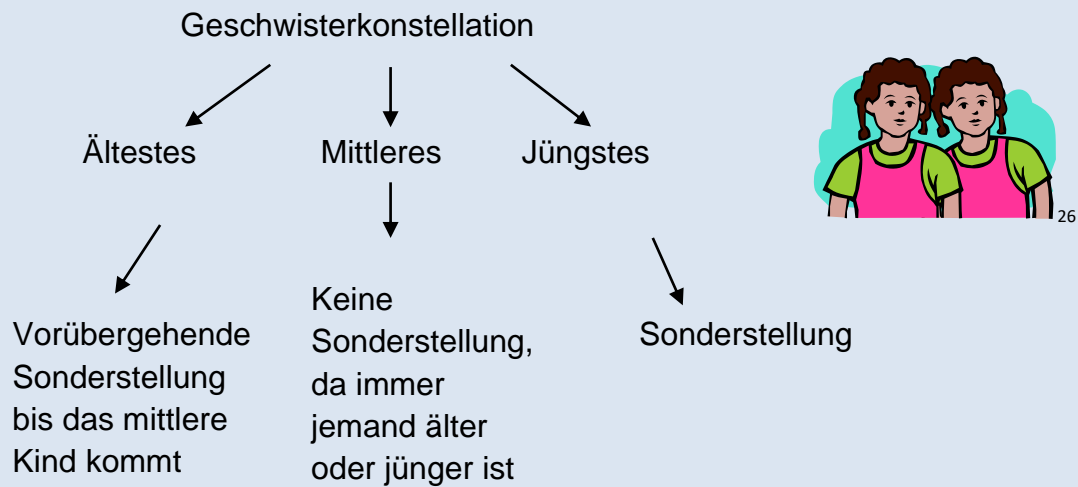 Geschwisterkonstellation
Ältestes
Mittleres
Jüngstes
26
Vorübergehende
Sonderstellung
bis das mittlere
Kind kommt
Keine
Sonderstellung,
da immer
jemand älter
oder jünger ist
Sonderstellung